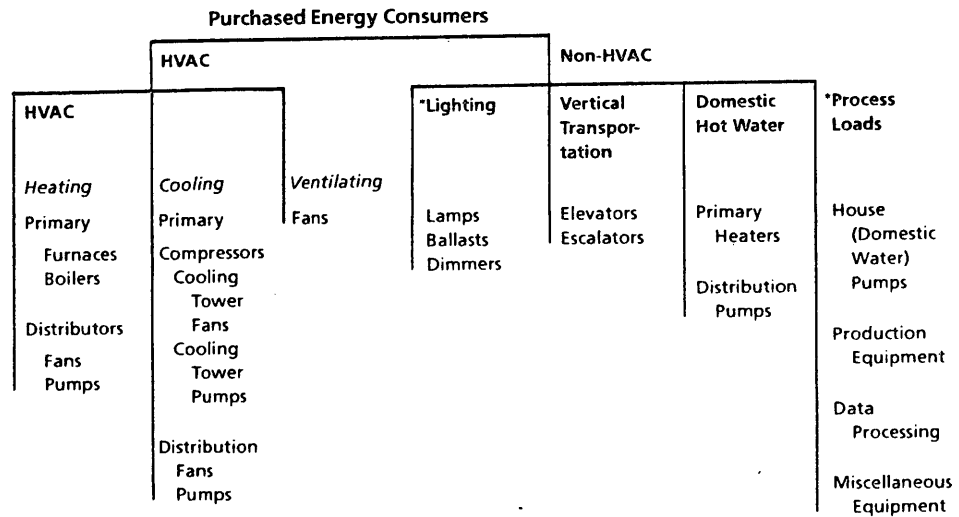 Purchased Energy Consumers
HVAC
Non-HVAC
HVAC
*Lighting
Vertical
Transpor-
tation
Domestic
Hot Water
*Process
Loads
Heating
Primary
Furnaces
Boilers
Distributors
Fans
Pumps
Cooling
Primary
Compressors
Cooling
Tower
Fans
Cooling
Tower
Pumps
Distribution
Fans
Pumps
Ventilating
Fans
Lamps
Ballasts
Dimmers
Elevators
Escalators
Primary
Heaters
Distribution
Pumps
House
(Domestic
Water)
Pumps
Production
Equipment
Data
Processing
Miscellaneous
Equipment